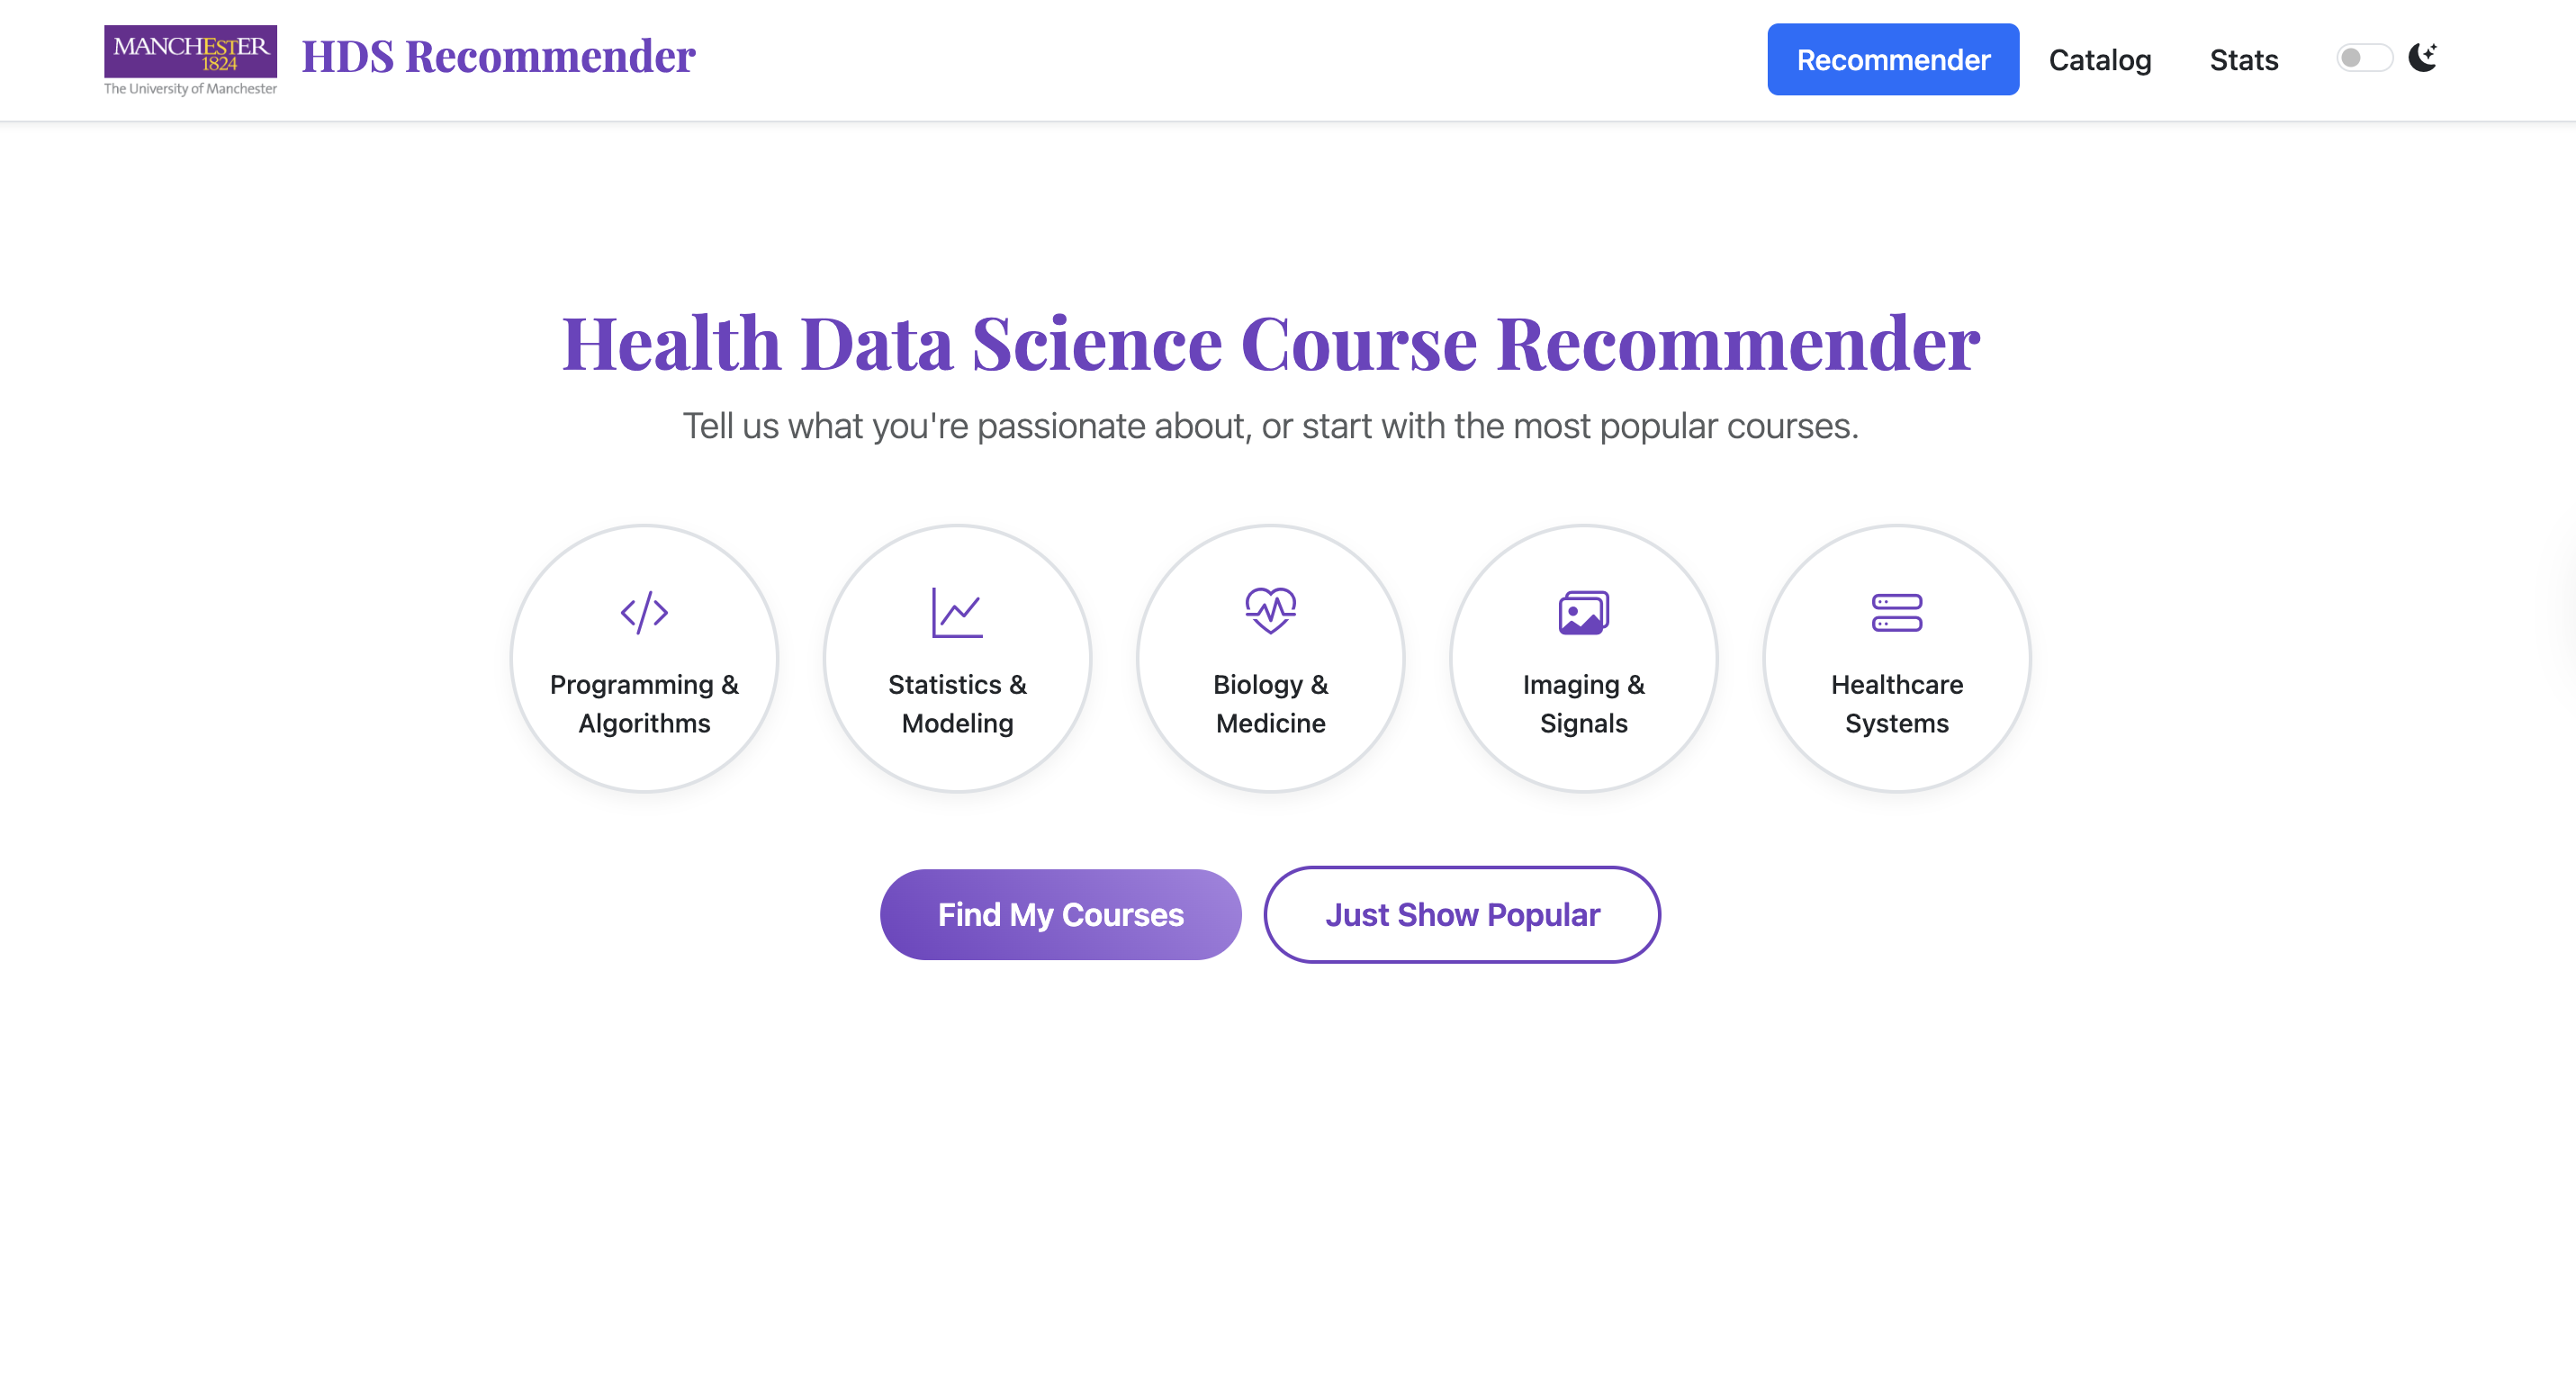 MANCHESTER
1824
The University of Manchester
HDS Recommender
Recommender
Catalog
Stats
Health Data Science Course Recommender
Tell us what you're passionate about, or start with the most popular courses.
Programming &
Algorithms
Statistics &
Modeling
Biology &
Medicine
Imaging &
Signals
Healthcare
Systems
Find My Courses
Just Show Popular